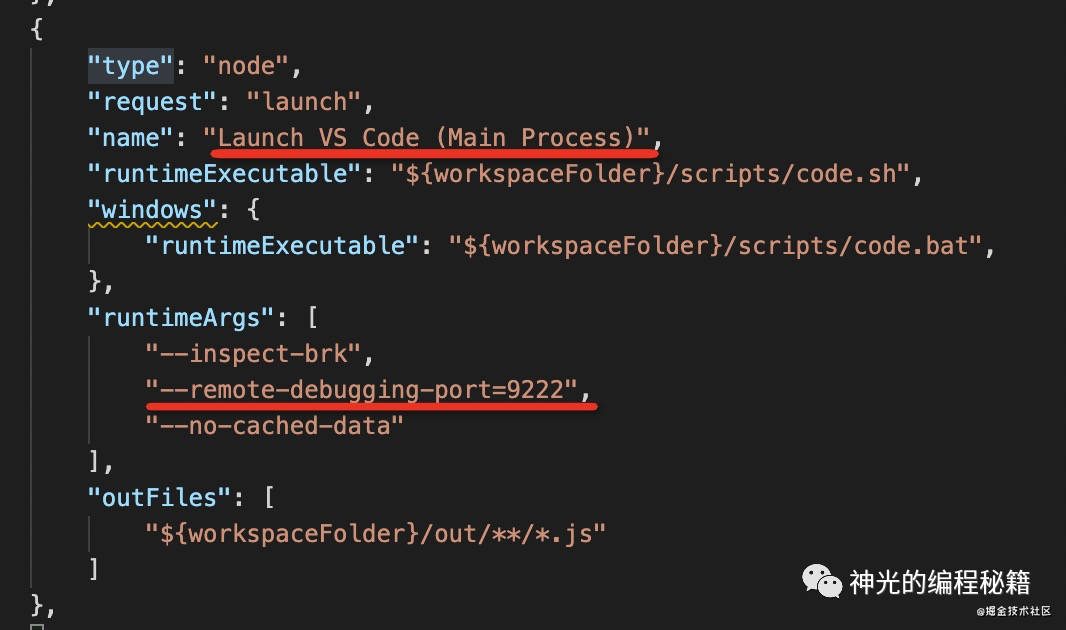 },
{
"type": "node",
"request": "launch",
"name": "Launch VS Code (Main Process)",
"runtimeExecutable": "${workspaceFolder}/scripts/code.sh",
"windows": {
"runtimeExecutable": "${workspaceFolder}/scripts/code.bat",
},
"runtimeArgs": [
"--inspect-brk",
"--remote-debugging-port=9222",
"--no-cached-data"
],
"outFiles": [
"${workspaceFolder}/out/**/*.js"
]
},
神光的编程秘籍
@掘金技术社区